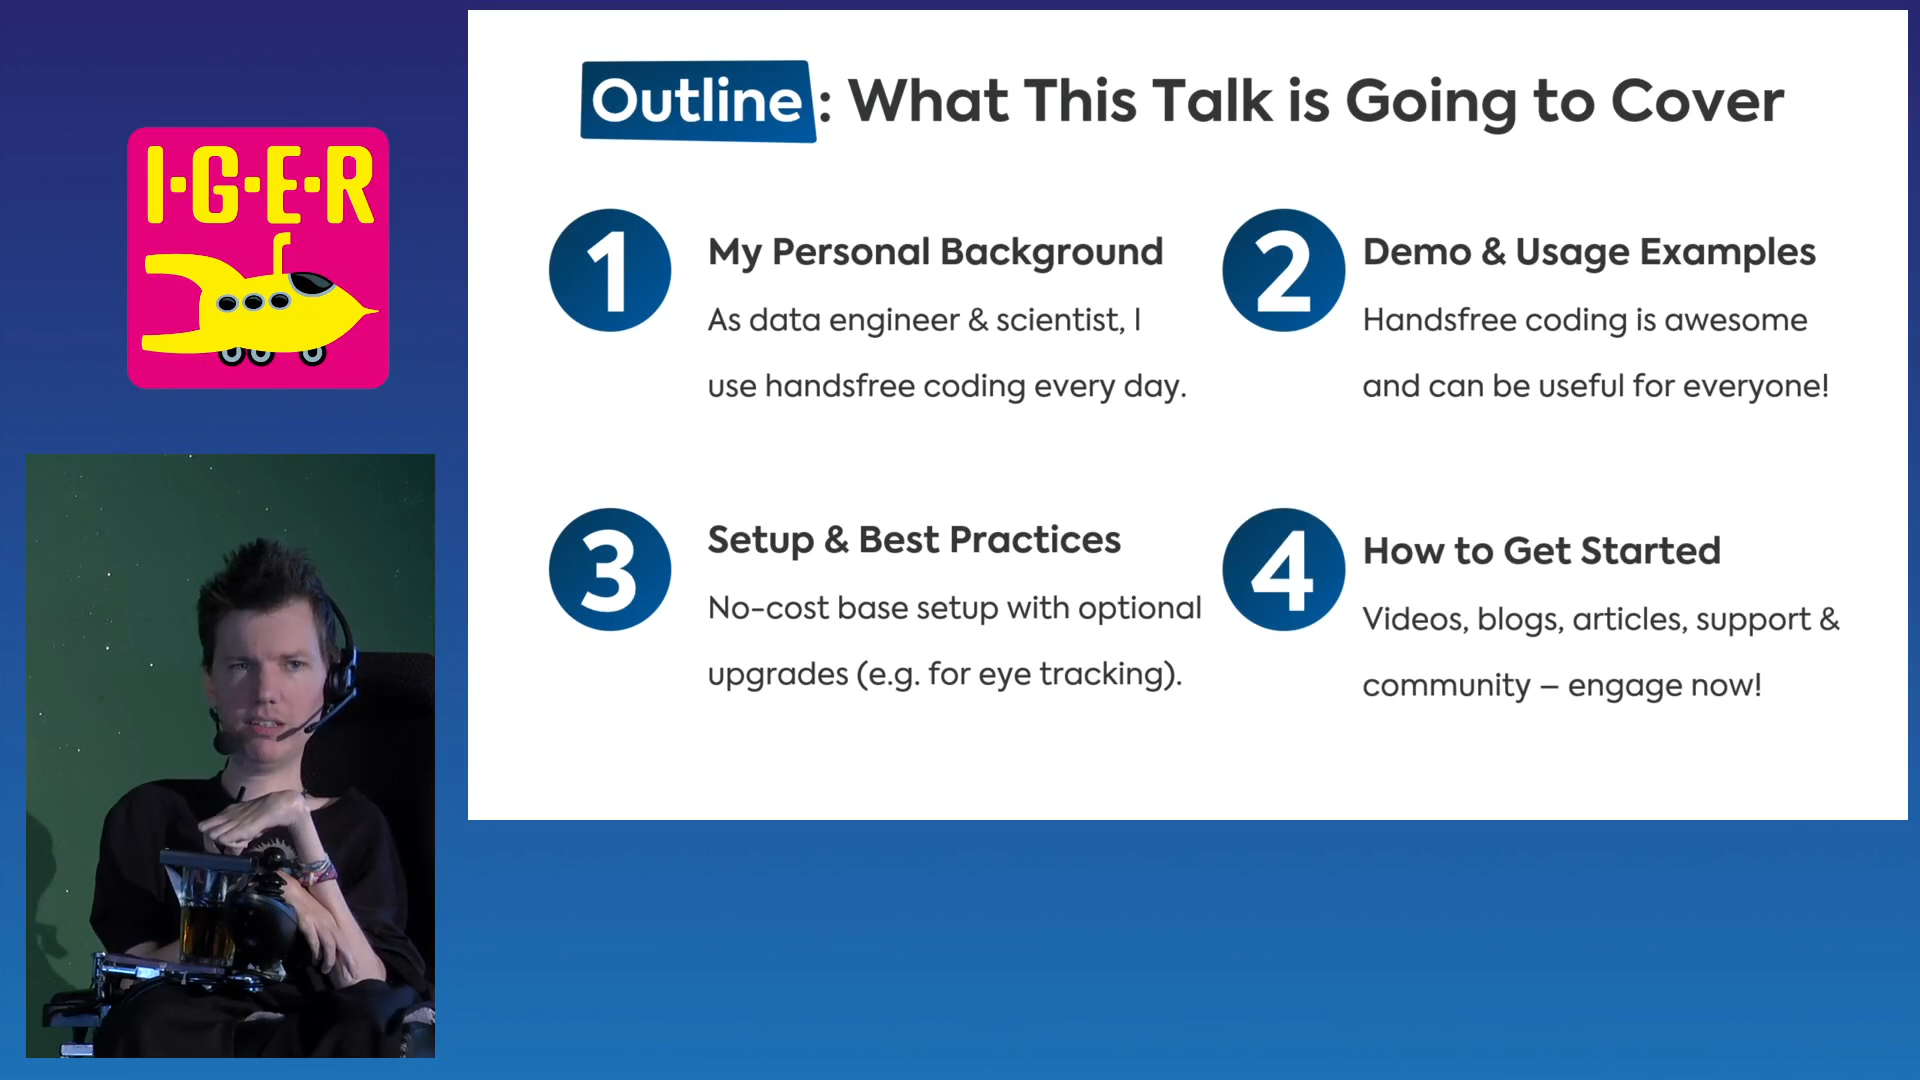 I·G·E·R
Outline: What This Talk is Going to Cover
1
My Personal Background
As data engineer & scientist, I
use handsfree coding every day.
2
Demo & Usage Examples
Handsfree coding is awesome
and can be useful for everyone!
3
Setup & Best Practices
No-cost base setup with optional
upgrades (e.g. for eye tracking).
4
How to Get Started
Videos, blogs, articles, support &
community – engage now!